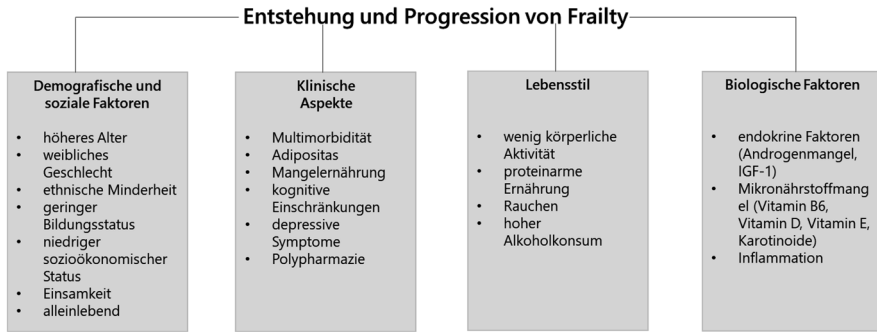 Entstehung und Progression von Frailty
Demografische und
soziale Faktoren
• höheres Alter
• weibliches
Geschlecht
• ethnische Minderheit
• geringer
Bildungsstatus
• niedriger
sozioökonomischer
Status
• Einsamkeit
• alleinlebend
Klinische
Aspekte
• Multimorbidität
• Adipositas
• Mangelernährung
• kognitive
Einschränkungen
• depressive
Symptome
• Polypharmazie
Lebensstil
• wenig körperliche
Aktivität
• proteinarme
Ernährung
• Rauchen
• hoher
Alkoholkonsum
Biologische Faktoren
• endokrine Faktoren
(Androgenmangel,
IGF-1)
• Mikronährstoffmang
el (Vitamin B6,
Vitamin D, Vitamin E,
Karotinoide)
• Inflammation